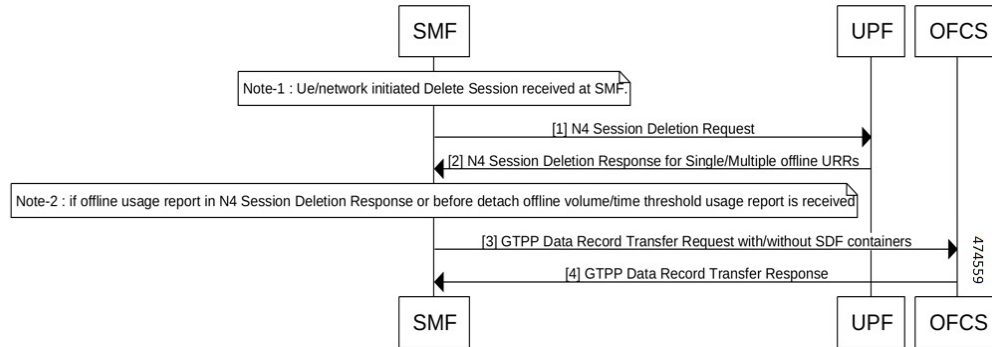 SMF
UPF
OFCS
Note-1 : Ue/network initiated Delete Session received at SMF.
[1] N4 Session Deletion Request
[2] N4 Session Deletion Response for Single/Multiple offline URRs
Note-2 : if offline usage report in N4 Session Deletion Response or before detach offline volume/time threshold usage report is received
[3] GTPP Data Record Transfer Request with/without SDF containers
474559
[4] GTPP Data Record Transfer Response
SMF
UPF
OFCS